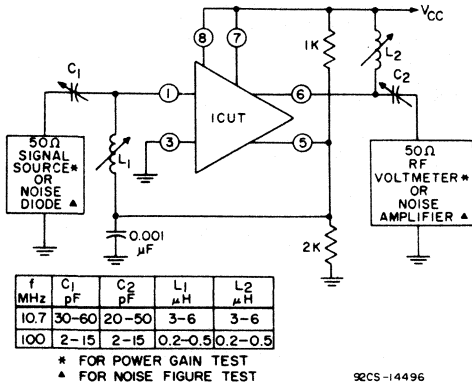 VCC
8
7
1K
L2
C1
C2
1
6
ICUT
3
5
L1
50Ω
SIGNAL
SOURCE*
OR
NOISE
DIODE ▲
50Ω
RF
VOLTMETER*
OR
NOISE
AMPLIFIER ▲
0.001
μF
2K
f MHz C1 pF C2 pF L1 μH L2 μH
10.7 30-60 20-50 3-6 3-6
100 2-15 2-15 0.2-0.5 0.2-0.5
* FOR POWER GAIN TEST
▲ FOR NOISE FIGURE TEST
92CS-14496